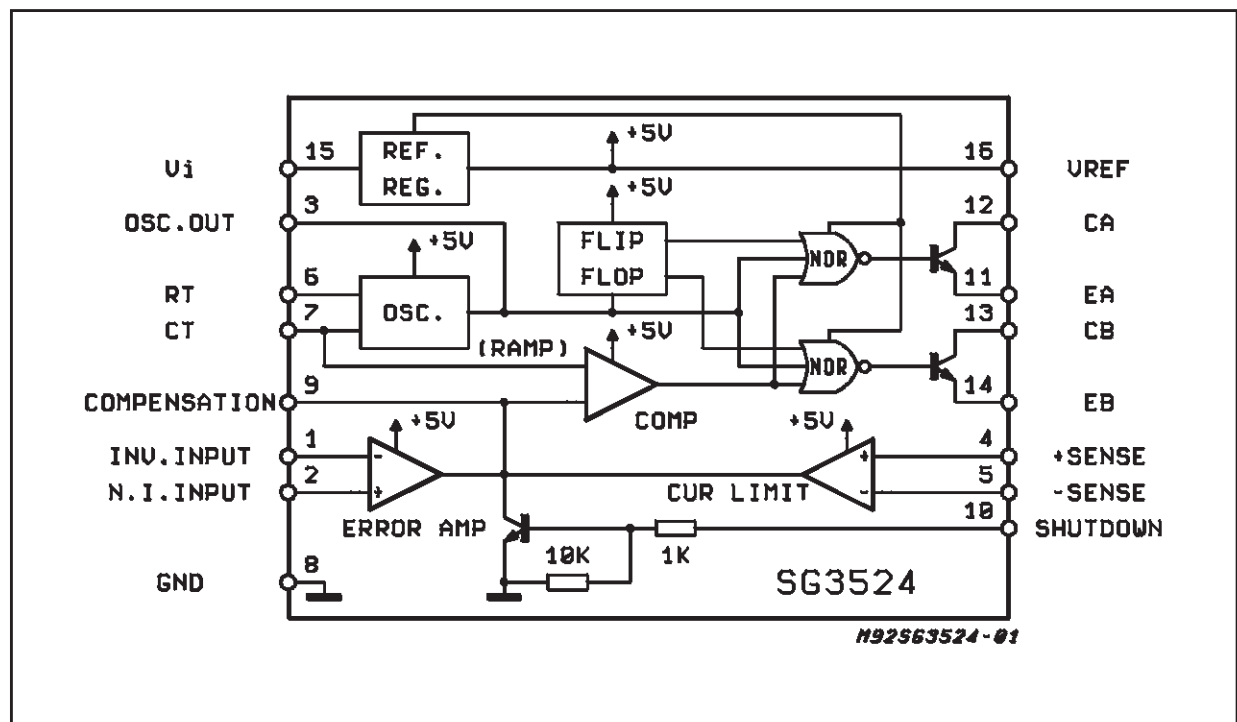 +5V
15
REF.
REG.
16
Vi
VREF
3
+5V
12
OSC.OUT
CA
+5V
FLIP
FLOP
NOR
6
11
RT
EA
7
OSC.
13
CT
CB
+5V
(RAMP)
NOR
9
14
COMPENSATION
COMP
EB
+5V
+5V
1
4
INV.INPUT
-
+
+SENSE
2
5
N.I.INPUT
+
-
-SENSE
CUR LIMIT
10
ERROR AMP
SHUTDOWN
10K
1K
8
GND
SG3524
M92SG3524-01